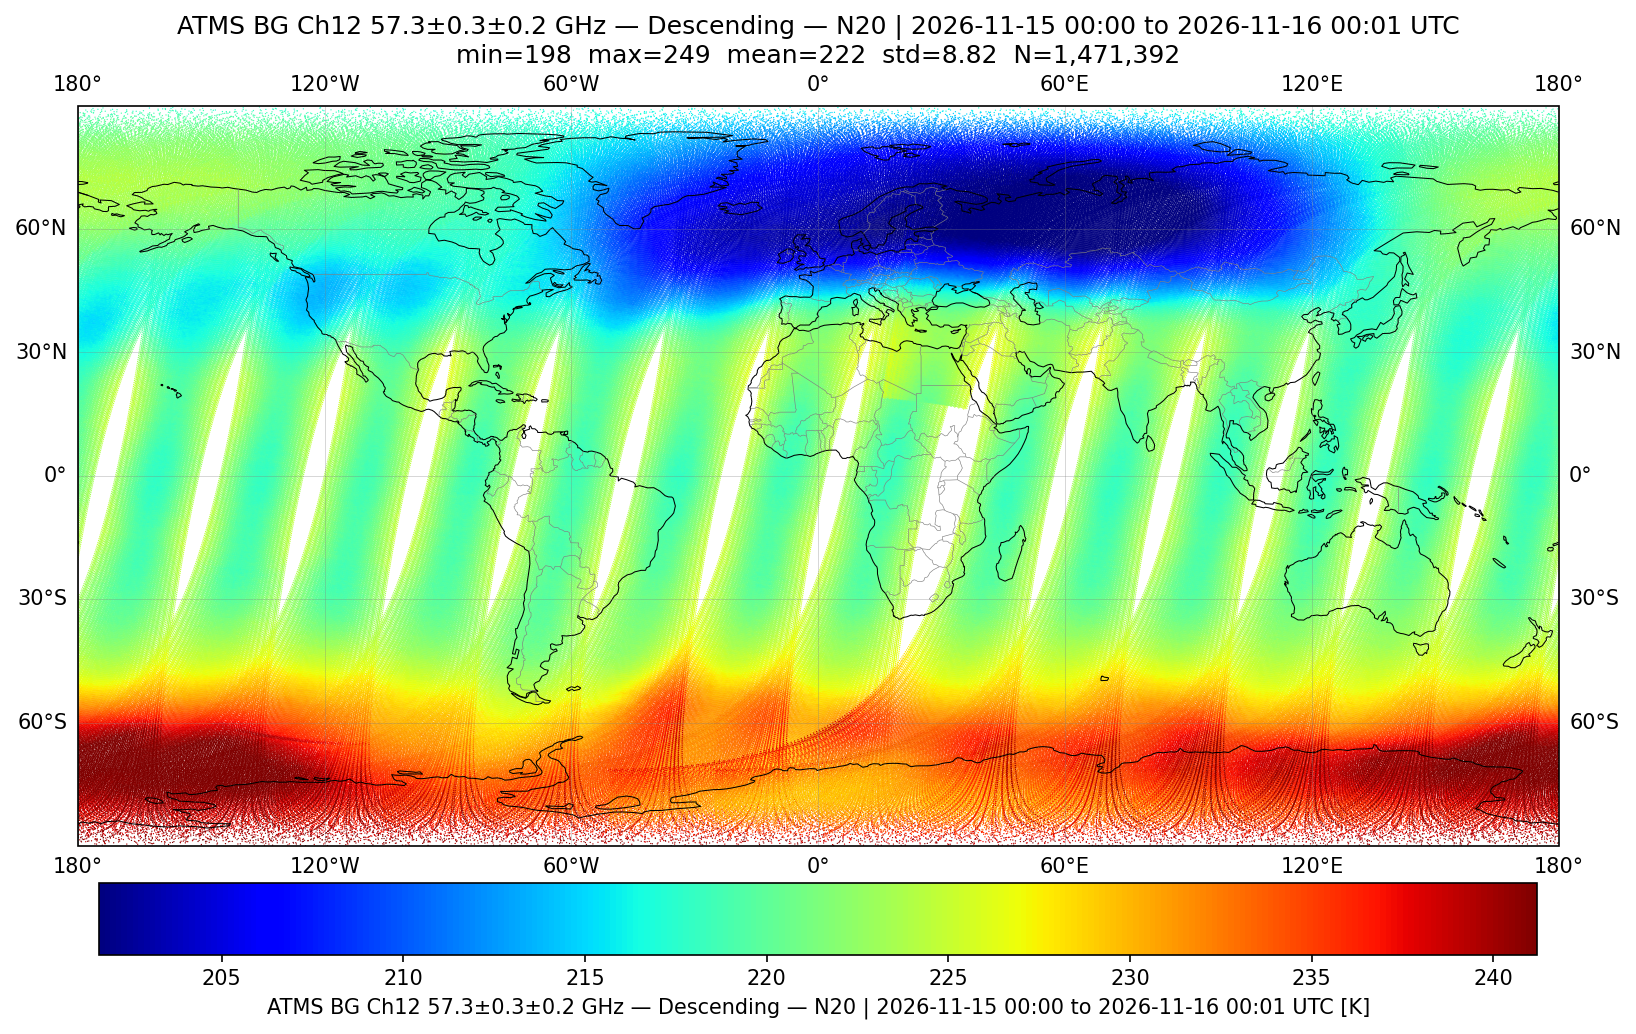 ATMS BG Ch12 57.3±0.3±0.2 GHz — Descending — N20 | 2026-11-15 00:00 to 2026-11-16 00:01 UTC
min=198 max=249 mean=222 std=8.82 N=1,471,392
180° 120°W 60°W 0° 60°E 120°E 180°
60°N 60°N
30°N 30°N
0° 0°
30°S 30°S
60°S 60°S
180° 120°W 60°W 0° 60°E 120°E 180°
205 210 215 220 225 230 235 240
ATMS BG Ch12 57.3±0.3±0.2 GHz — Descending — N20 | 2026-11-15 00:00 to 2026-11-16 00:01 UTC [K]